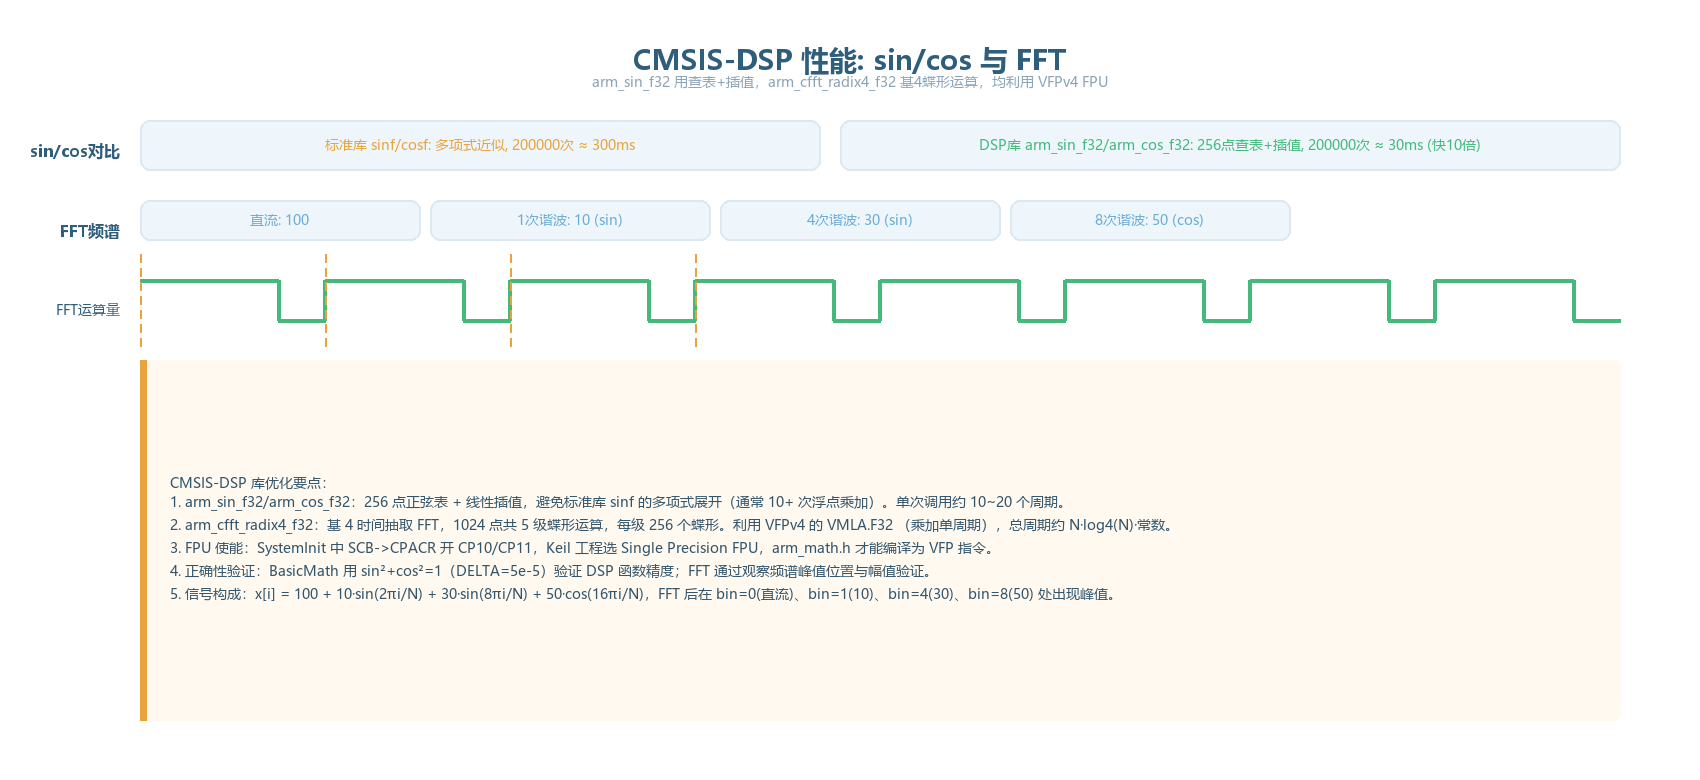 CMSIS-DSP 性能: sin/cos 与 FFT
arm_sin_f32 用查表+插值，arm_cfft_radix4_f32 基4蝶形运算，均利用 VFPv4 FPU
sin/cos对比
标准库 sinf/cosf: 多项式近似, 200000次 ≈ 300ms
DSP库 arm_sin_f32/arm_cos_f32: 256点查表+插值, 200000次 ≈ 30ms (快10倍)
FFT频谱
直流: 100
1次谐波: 10 (sin)
4次谐波: 30 (sin)
8次谐波: 50 (cos)
FFT运算量
CMSIS-DSP 库优化要点：
1. arm_sin_f32/arm_cos_f32：256 点正弦表 + 线性插值，避免标准库 sinf 的多项式展开（通常 10+ 次浮点乘加）。单次调用约 10~20 个周期。
2. arm_cfft_radix4_f32：基 4 时间抽取 FFT，1024 点共 5 级蝶形运算，每级 256 个蝶形。利用 VFPv4 的 VMLA.F32 （乘加单周期），总周期约 N·log4(N)·常数。
3. FPU 使能：SystemInit 中 SCB->CPACR 开 CP10/CP11，Keil 工程选 Single Precision FPU，arm_math.h 才能编译为 VFP 指令。
4. 正确性验证：BasicMath 用 sin²+cos²=1（DELTA=5e-5）验证 DSP 函数精度；FFT 通过观察频谱峰值位置与幅值验证。
5. 信号构成：x[i] = 100 + 10·sin(2πi/N) + 30·sin(8πi/N) + 50·cos(16πi/N)，FFT 后在 bin=0(直流)、bin=1(10)、bin=4(30)、bin=8(50) 处出现峰值。